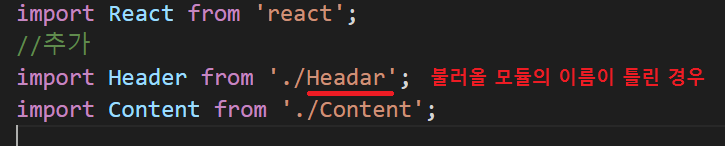 import React from 'react';
//추가
import Header from './Headar'; 불러올 모듈의 이름이 틀린 경우
import Content from './Content';